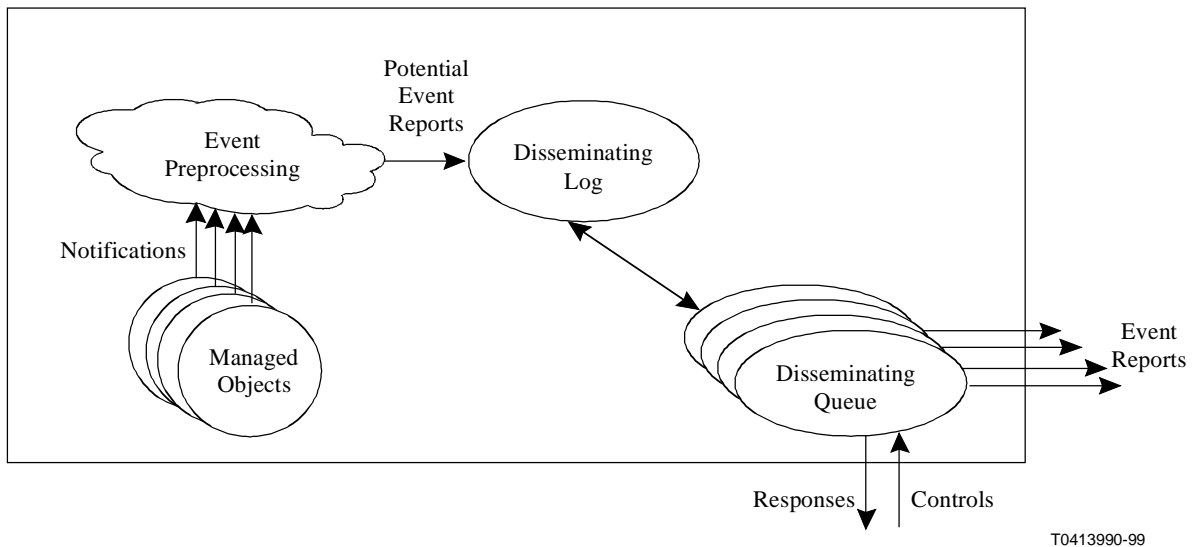 Potential
Event
Reports
Event
Preprocessing
Disseminating
Log
Notifications
Managed
Objects
Disseminating
Queue
Event
Reports
Responses
Controls
T0413990-99